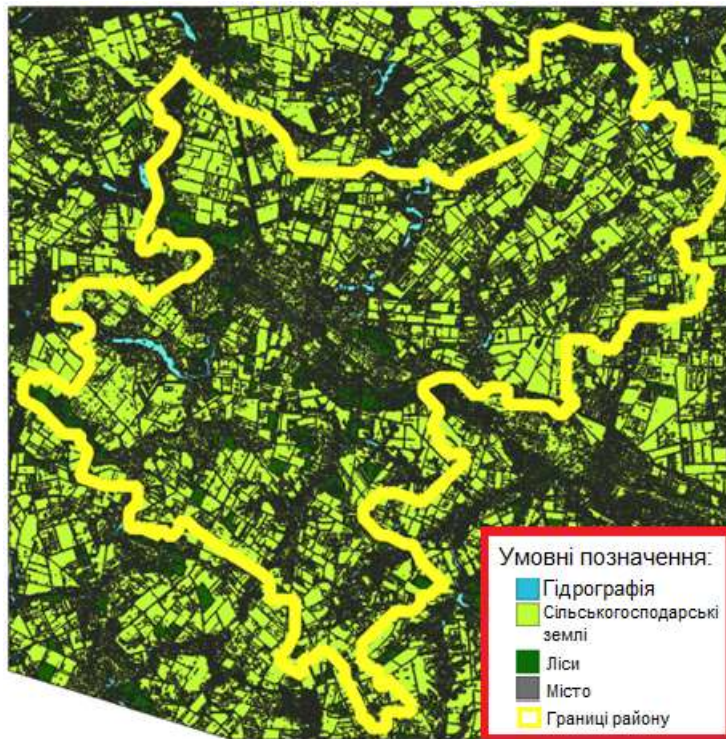 Умовні позначення:
Гідрографія
Сільськогосподарські
землі
Ліси
Місто
Границі району